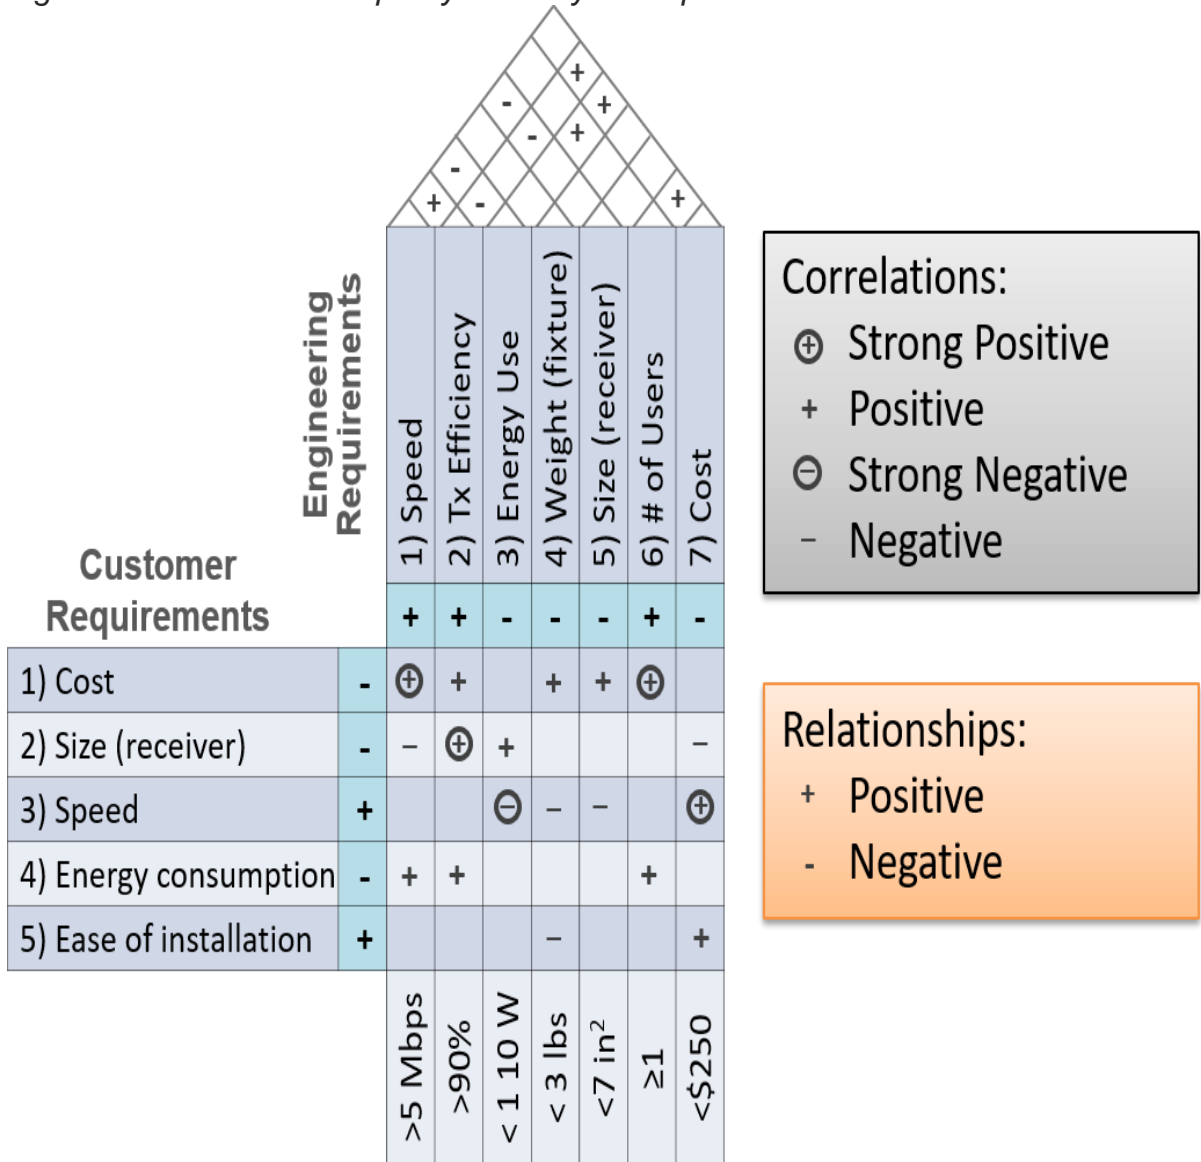 +
- +
- +
-
+ - +
Engineering
Requirements
1) Speed
2) Tx Efficiency
3) Energy Use
4) Weight (fixture)
5) Size (receiver)
6) # of Users
7) Cost
Customer
Requirements
+ + - - - + -
1) Cost - ⊕ + + + ⊕
2) Size (receiver) - − ⊕ + −
3) Speed + ⊖ − − ⊕
4) Energy consumption - + + +
5) Ease of installation + − +
>5 Mbps
>90%
< 1 10 W
< 3 lbs
<7 in²
≥1
<$250
Correlations:
⊕ Strong Positive
+ Positive
⊖ Strong Negative
− Negative
Relationships:
+ Positive
- Negative